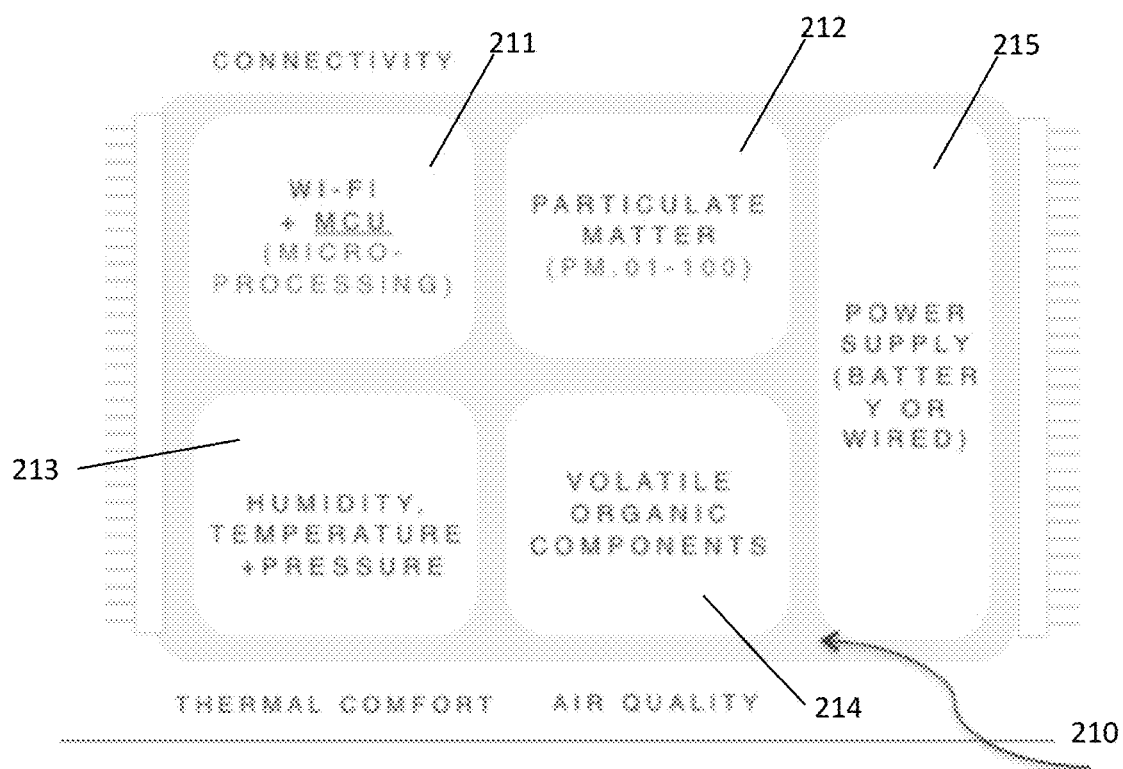 211
212
215
CONNECTIVITY
WI-FI
+ MCU
(MICRO-
PROCESSING)
PARTICULATE
MATTER
(PM.01-100)
POWER
SUPPLY
(BATTER
Y OR
WIRED)
213
HUMIDITY,
TEMPERATURE
+PRESSURE
VOLATILE
ORGANIC
COMPONENTS
THERMAL COMFORT
AIR QUALITY
214
210